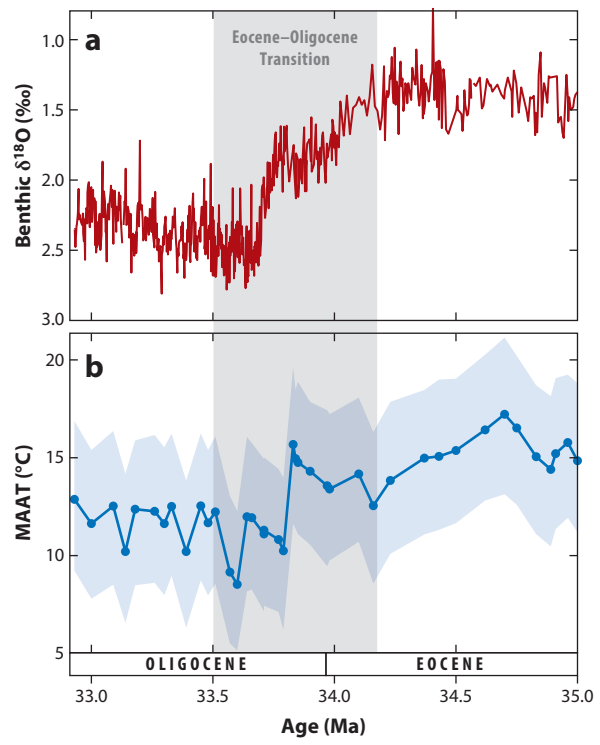 a
Eocene–Oligocene
Transition
1.0
1.5
2.0
2.5
3.0
Benthic δ18O (‰)
b
20
15
10
5
MAAT (°C)
OLIGOCENE
EOCENE
33.0
33.5
34.0
34.5
35.0
Age (Ma)